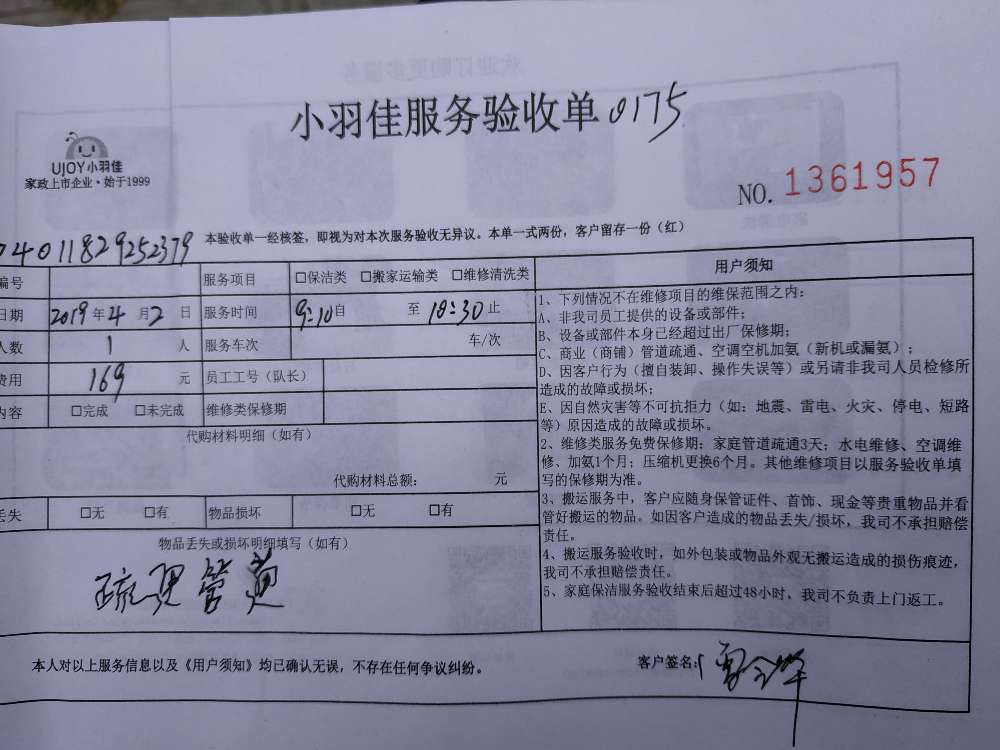 小羽佳服务验收单 0175
UJOY小羽佳
家政上市企业·始于1999
NO. 1361957
04011829252379
本验收单一经核签，即视为对本次服务验收无异议。本单一式两份，客户留存一份（红）
编号 服务项目 □保洁类 □搬家运输类 □维修清洗类
日期 2019年4月2日 服务时间 9:10自 至 18:30止
人数 1 人 服务车次 车/次
费用 169 元 员工工号（队长）
内容 □完成 □未完成 维修类保修期
代购材料明细（如有）
代购材料总额： 元
丢失 □无 □有 物品损坏 □无 □有
物品丢失或损坏明细填写（如有）
疏理管
用户须知
1、下列情况不在维修项目的维保范围之内：
A、非我司员工提供的设备或部件；
B、设备或部件本身已经超过出厂保修期；
C、商业（商铺）管道疏通、空调空机加氨（新机或漏氨）；
D、因客户行为（擅自装卸、操作失误等）或另请非我司人员检修所
造成的故障或损坏；
E、因自然灾害等不可抗拒力（如：地震、雷电、火灾、停电、短路
等）原因造成的故障或损坏。
2、维修类服务免费保修期：家庭管道疏通3天；水电维修、空调维
修、加氨1个月；压缩机更换6个月。其他维修项目以服务验收单填
写的保修期为准。
3、搬运服务中，客户应随身保管证件、首饰、现金等贵重物品并看
管好搬运的物品。如因客户造成的物品丢失/损坏，我司不承担赔偿
责任。
4、搬运服务验收时，如外包装或物品外观无搬运造成的损伤痕迹，
我司不承担赔偿责任。
5、家庭保洁服务验收结束后超过48小时，我司不负责上门返工。
本人对以上服务信息以及《用户须知》均已确认无误，不存在任何争议纠纷。
客户签名：